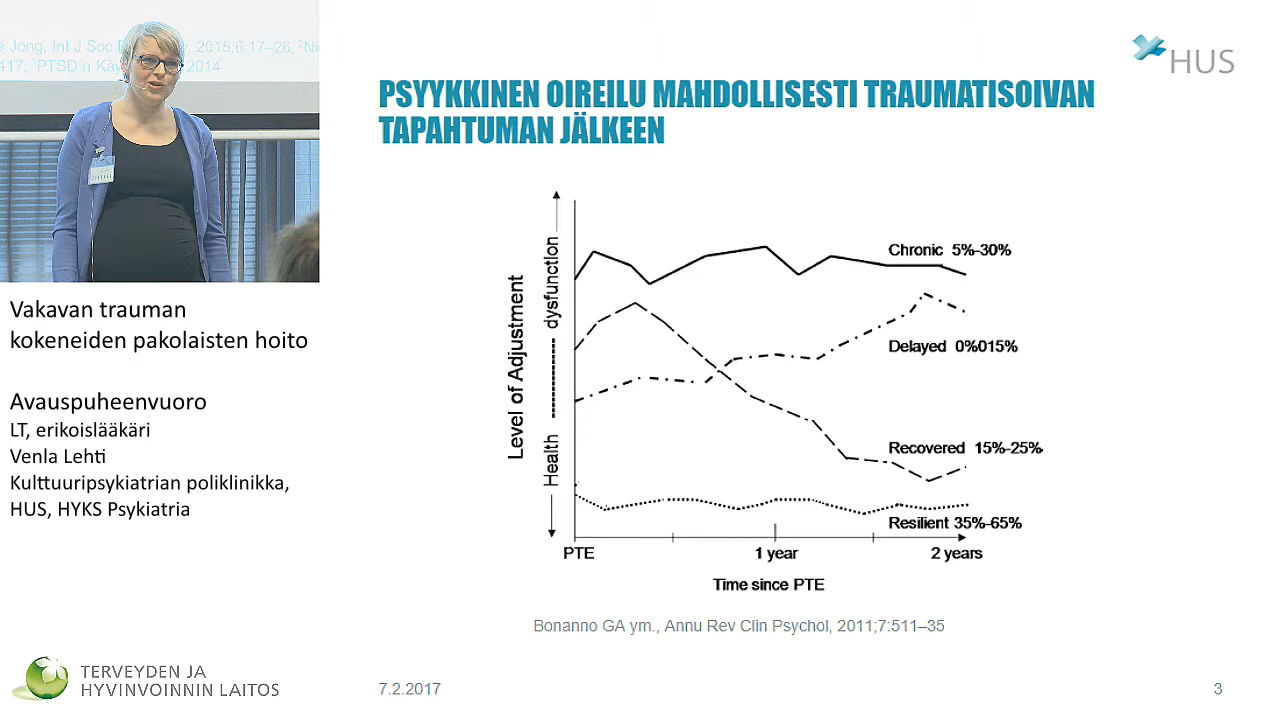 e Jong, Int J Soc
2015;6:17–26, ²Ni
417, ³PTSD:n Kä
2014
Vakavan trauman
kokeneiden pakolaisten hoito
Avauspuheenvuoro
LT, erikoislääkäri
Venla Lehti
Kulttuuripsykiatrian poliklinikka,
HUS, HYKS Psykiatria
TERVEYDEN JA
HYVINVOINNIN LAITOS
HUS
PSYYKKINEN OIREILU MAHDOLLISESTI TRAUMATISOIVAN
TAPAHTUMAN JÄLKEEN
Level of Adjustment
Health
dysfunction
Chronic 5%-30%
Delayed 0%015%
Recovered 15%-25%
Resilient 35%-65%
PTE
1 year
2 years
Time since PTE
Bonanno GA ym., Annu Rev Clin Psychol, 2011;7:511–35
7.2.2017
3